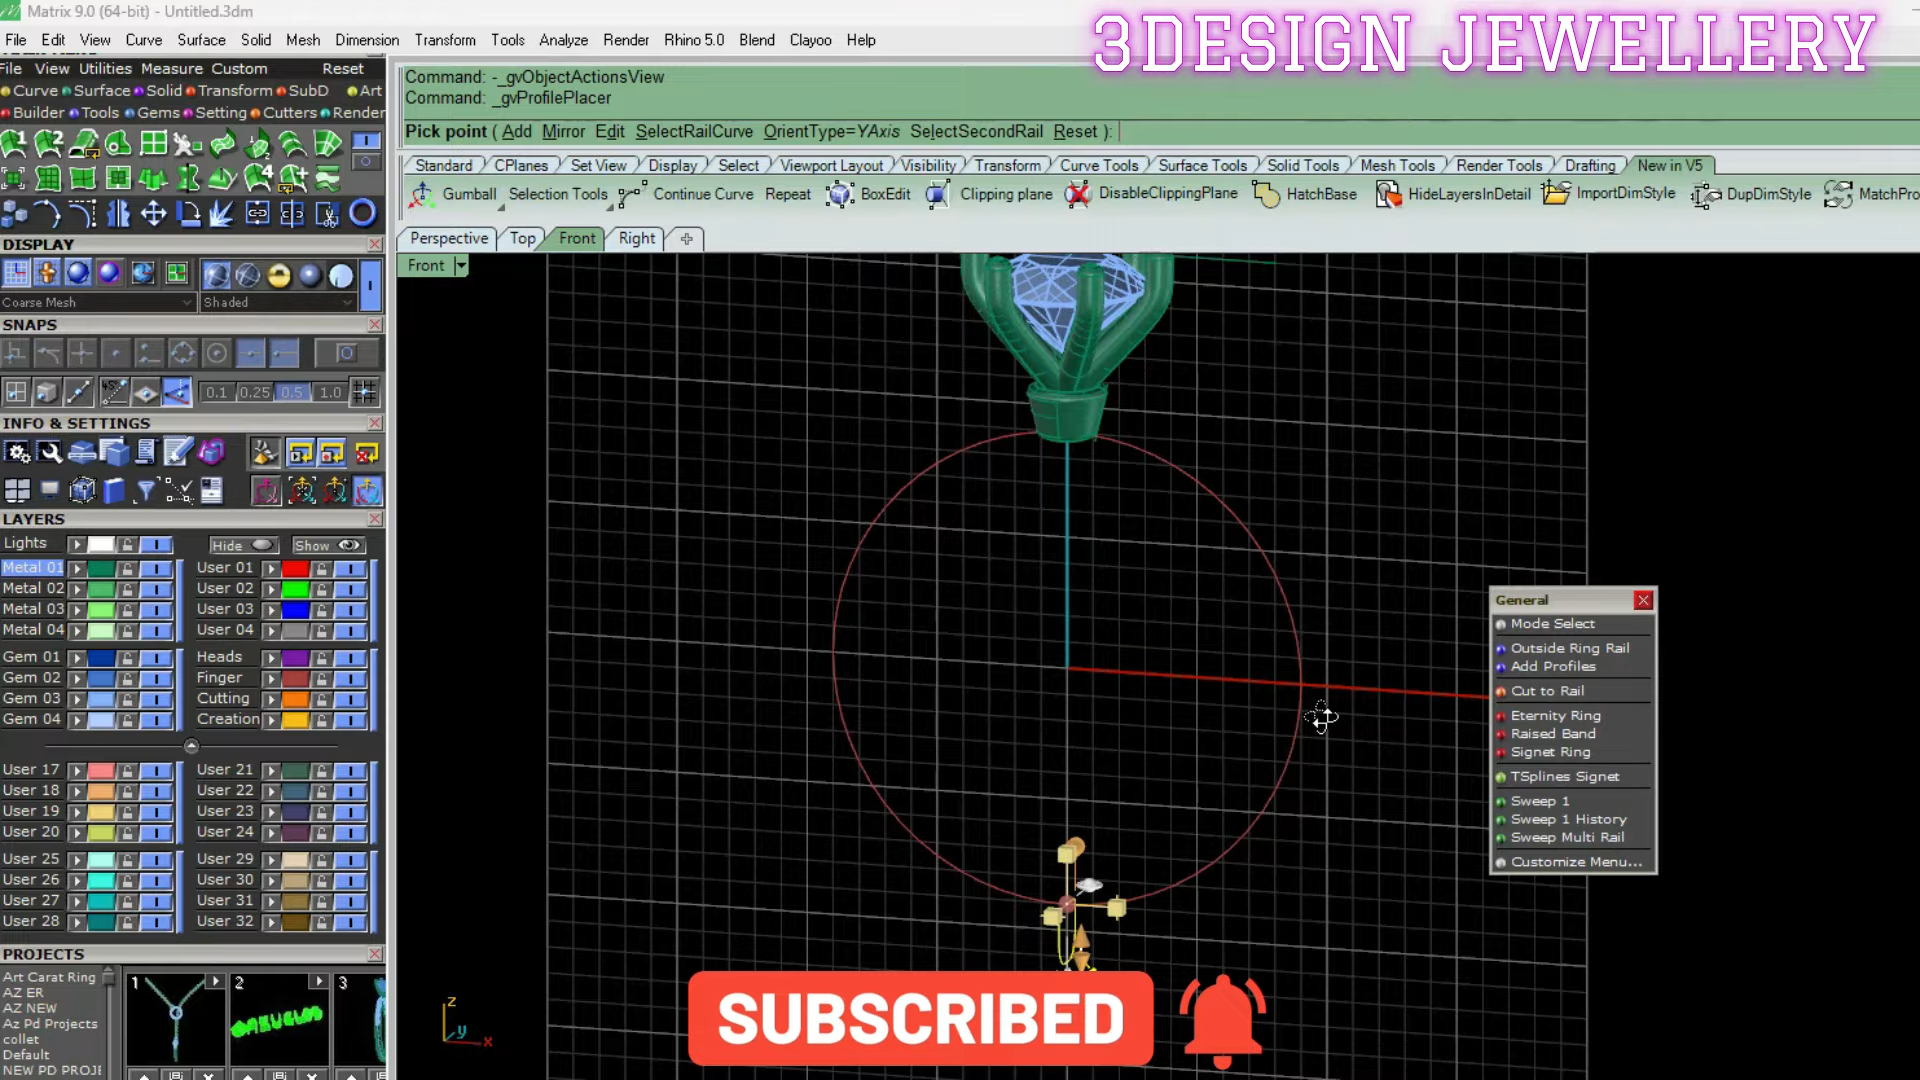 Matrix 9.0 (64-bit) - Untitled.3dm
File Edit View Curve Surface Solid Mesh Dimension Transform Tools Analyze Render Rhino 5.0 Blend Clayoo Help
3DESIGN JEWELLERY
File View Utilities Measure Custom Reset
Curve Surface Solid Transform SubD Art
Builder Tools Gems Setting Cutters Render
Command: -_gvObjectActionsView
Command: _gvProfilePlacer
Pick point ( Add Mirror Edit SelectRailCurve OrientType=YAxis SelectSecondRail Reset ):
Standard CPlanes Set View Display Select Viewport Layout Visibility Transform Curve Tools Surface Tools Solid Tools Mesh Tools Render Tools Drafting New in V5
Gumball Selection Tools Continue Curve Repeat BoxEdit Clipping plane DisableClippingPlane HatchBase HideLayersInDetail ImportDimStyle DupDimStyle MatchPro
Perspective Top Front Right
Front
DISPLAY
Coarse Mesh Shaded
SNAPS
0.1 0.25 0.5 1.0
INFO & SETTINGS
LAYERS
Lights Hide Show
Metal 01 User 01
Metal 02 User 02
Metal 03 User 03
Metal 04 User 04
Gem 01 Heads
Gem 02 Finger
Gem 03 Cutting
Gem 04 Creation
User 17 User 21
User 18 User 22
User 19 User 23
User 20 User 24
User 25 User 29
User 26 User 30
User 27 User 31
User 28 User 32
PROJECTS
Art Carat Ring
AZ ER
AZ NEW
Az Pd Projects
collet
Default
NEW PD PROJE
1 2 3
General
Mode Select
Outside Ring Rail
Add Profiles
Cut to Rail
Eternity Ring
Raised Band
Signet Ring
TSplines Signet
Sweep 1
Sweep 1 History
Sweep Multi Rail
Customize Menu...
z
y
x
SUBSCRIBED